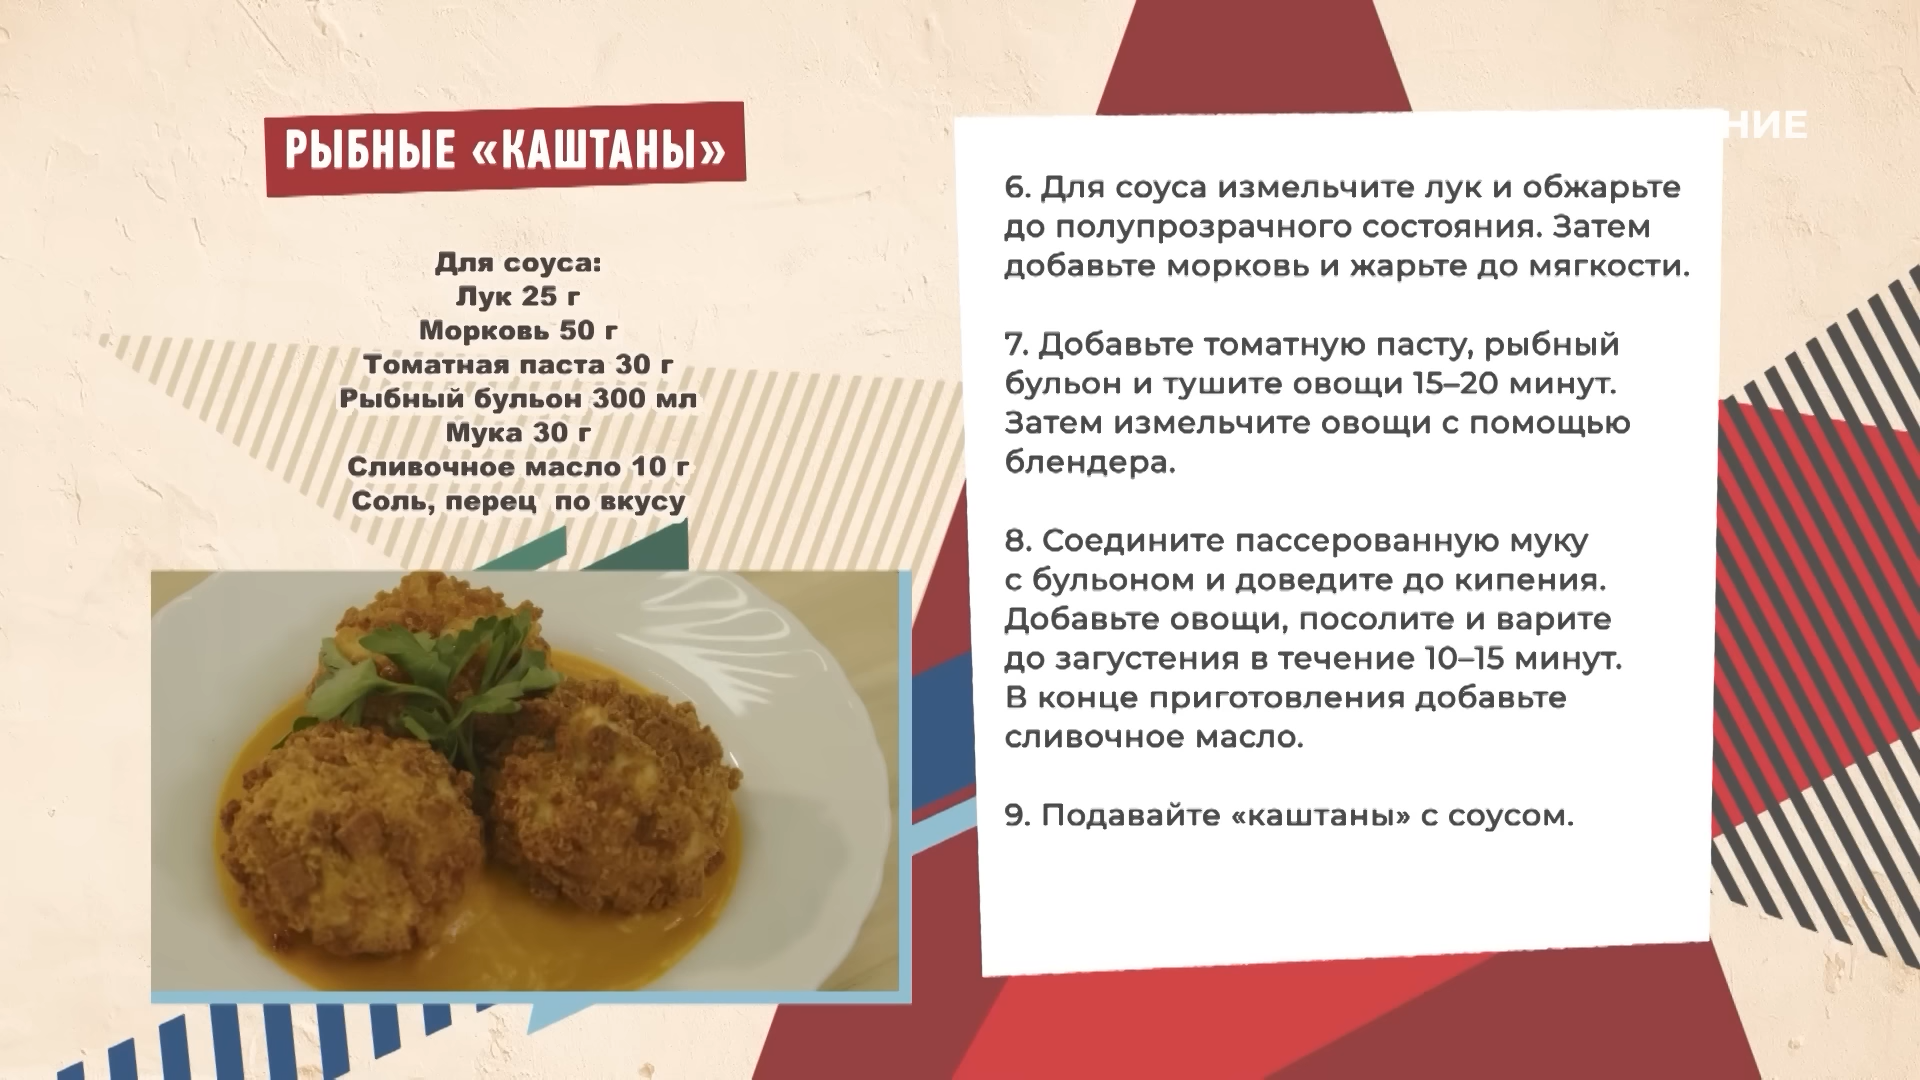 РЫБНЫЕ «КАШТАНЫ»
Для соуса:
Лук 25 г
Морковь 50 г
Томатная паста 30 г
Рыбный бульон 300 мл
Мука 30 г
Сливочное масло 10 г
Соль, перец по вкусу
6. Для соуса измельчите лук и обжарьте
до полупрозрачного состояния. Затем
добавьте морковь и жарьте до мягкости.
7. Добавьте томатную пасту, рыбный
бульон и тушите овощи 15–20 минут.
Затем измельчите овощи с помощью
блендера.
8. Соедините пассерованную муку
с бульоном и доведите до кипения.
Добавьте овощи, посолите и варите
до загустения в течение 10–15 минут.
В конце приготовления добавьте
сливочное масло.
9. Подавайте «каштаны» с соусом.